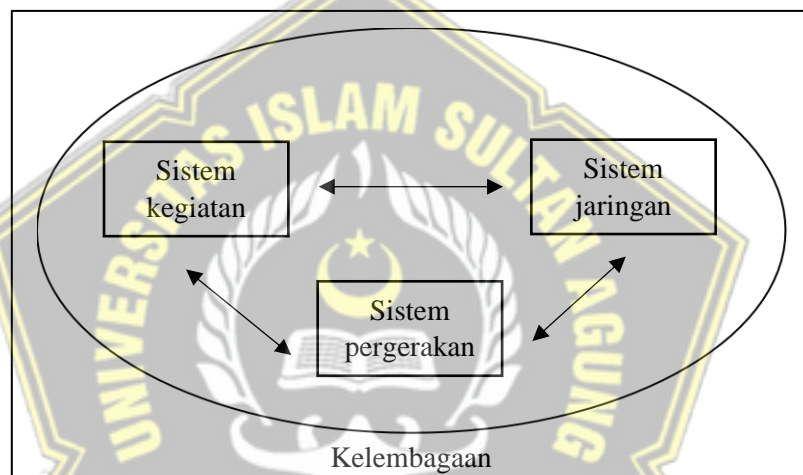 UNIVERSITAS ISLAM SULTAN AGUNG
Sistem
kegiatan
Sistem
jaringan
Sistem
pergerakan
Kelembagaan